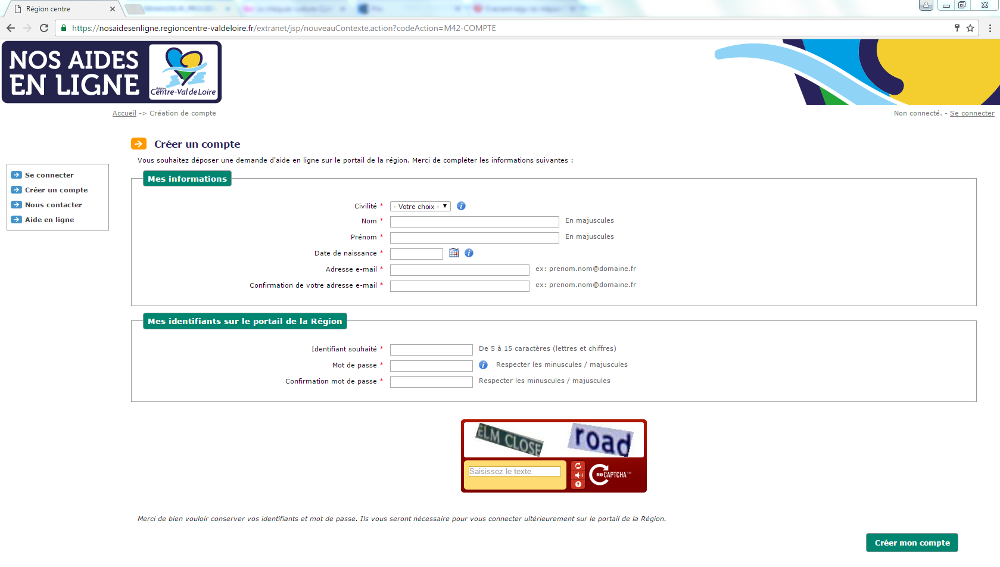 Région centre
https://nosaidesenligne.regioncentre-valdeloire.fr/extranet/jsp/nouveauContexte.action?codeAction=M42-COMPTE
NOS AIDES
EN LIGNE
Région
Centre-Val de Loire
Accueil -> Création de compte
Non connecté. - Se connecter
Créer un compte
Vous souhaitez déposer une demande d'aide en ligne sur le portail de la région. Merci de compléter les informations suivantes :
Se connecter
Créer un compte
Nous contacter
Aide en ligne
Mes informations
Civilité * - Votre choix -
Nom * En majuscules
Prénom * En majuscules
Date de naissance *
Adresse e-mail * ex: prenom.nom@domaine.fr
Confirmation de votre adresse e-mail * ex: prenom.nom@domaine.fr
Mes identifiants sur le portail de la Région
Identifiant souhaité * De 5 à 15 caractères (lettres et chiffres)
Mot de passe * Respecter les minuscules / majuscules
Confirmation mot de passe * Respecter les minuscules / majuscules
ELM CLOSE road
Saisissez le texte
ReCAPTCHA™
Merci de bien vouloir conserver vos identifiants et mot de passe. Ils vous seront nécessaire pour vous connecter ultérieurement sur le portail de la Région.
Créer mon compte